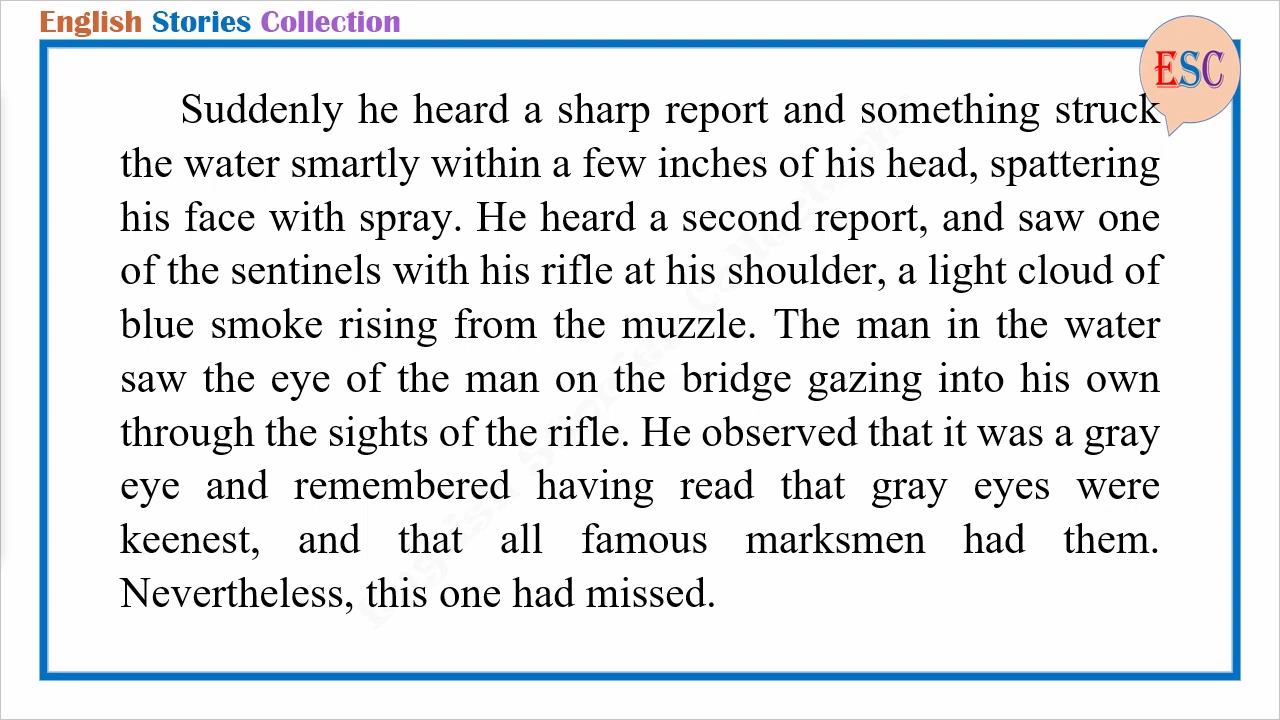 English Stories Collection
ESC
Suddenly he heard a sharp report and something struck
the water smartly within a few inches of his head, spattering
his face with spray. He heard a second report, and saw one
of the sentinels with his rifle at his shoulder, a light cloud of
blue smoke rising from the muzzle. The man in the water
saw the eye of the man on the bridge gazing into his own
through the sights of the rifle. He observed that it was a gray
eye and remembered having read that gray eyes were
keenest, and that all famous marksmen had them.
Nevertheless, this one had missed.
English Stories Collection